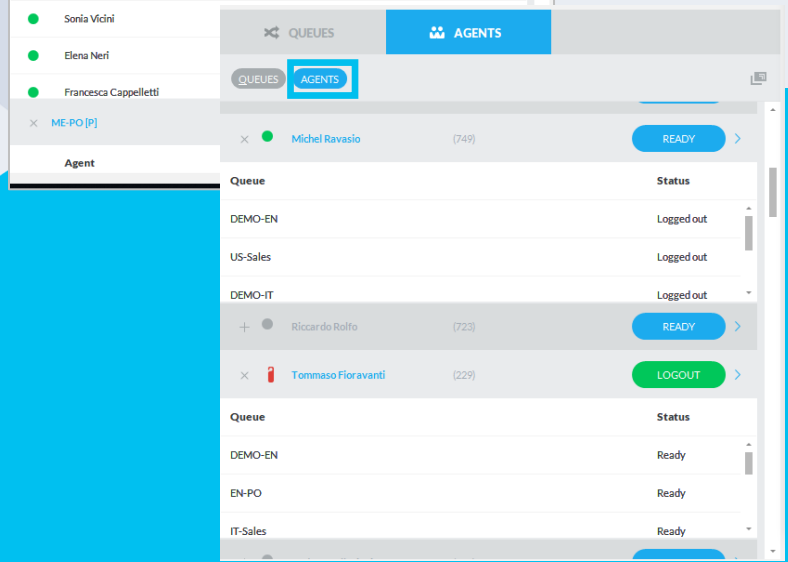 Sonia Vicini
Elena Neri
Francesca Cappelletti
ME-PO [P]
Agent
QUEUES AGENTS
QUEUES AGENTS
Michel Ravasio (749) READY
Queue Status
DEMO-EN Logged out
US-Sales Logged out
DEMO-IT Logged out
Riccardo Rolfo (723) READY
Tommaso Fioravanti (229) LOGOUT
Queue Status
DEMO-EN Ready
EN-PO Ready
IT-Sales Ready